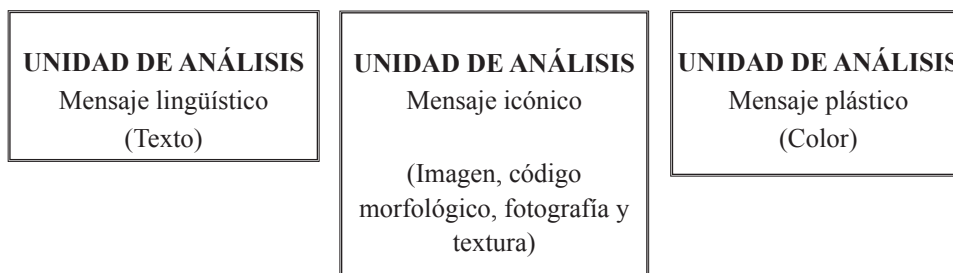 UNIDAD DE ANÁLISIS
Mensaje lingüístico
(Texto)
UNIDAD DE ANÁLISIS
Mensaje icónico
(Imagen, código
morfológico, fotografía y
textura)
UNIDAD DE ANÁLISIS
Mensaje plástico
(Color)